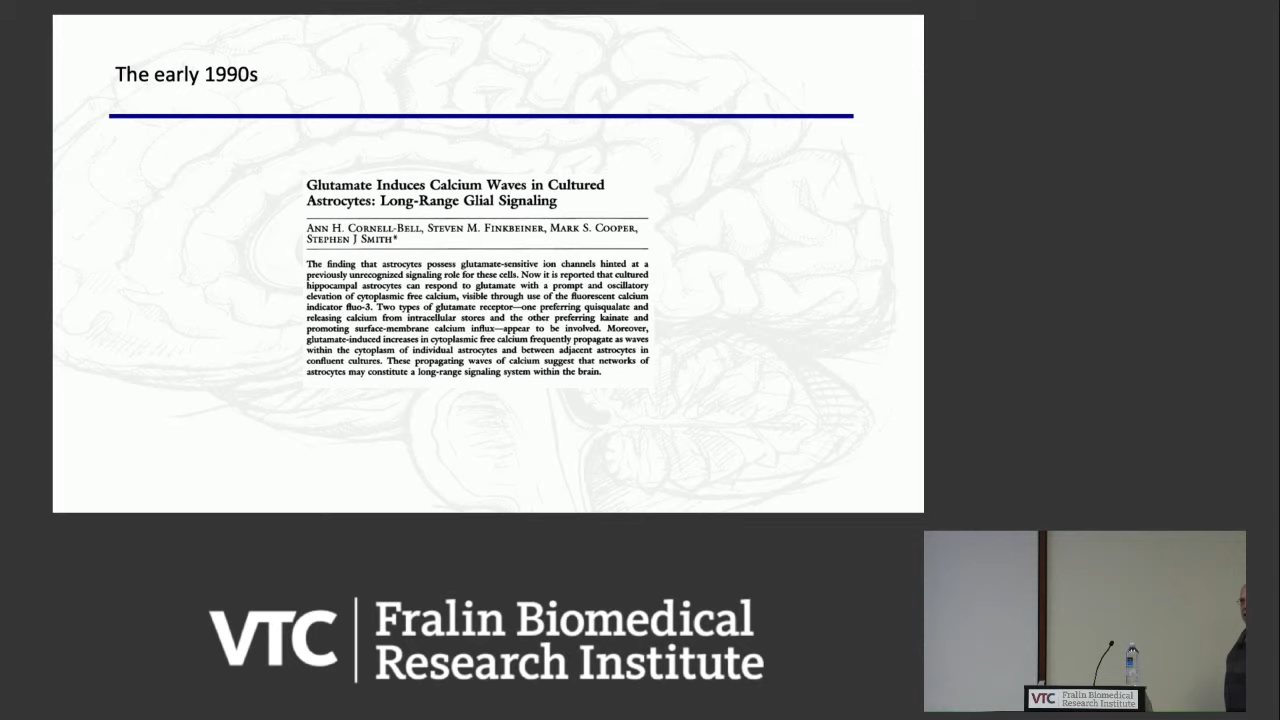 The early 1990s
Glutamate Induces Calcium Waves in Cultured
Astrocytes: Long-Range Glial Signaling
ANN H. CORNELL-BELL, STEVEN M. FINKBEINER, MARK S. COOPER,
STEPHEN J SMITH*
The finding that astrocytes possess glutamate-sensitive ion channels hinted at a
previously unrecognized signaling role for these cells. Now it is reported that cultured
hippocampal astrocytes can respond to glutamate with a prompt and oscillatory
elevation of cytoplasmic free calcium, visible through use of the fluorescent calcium
indicator fluo-3. Two types of glutamate receptor—one preferring quisqualate and
releasing calcium from intracellular stores and the other preferring kainate and
promoting surface-membrane calcium influx—appear to be involved. Moreover,
glutamate-induced increases in cytoplasmic free calcium frequently propagate as waves
within the cytoplasm of individual astrocytes and between adjacent astrocytes in
confluent cultures. These propagating waves of calcium suggest that networks of
astrocytes may constitute a long-range signaling system within the brain.
VTC
Fralin Biomedical
Research Institute
VTC
Fralin Biomedical
Research Institute